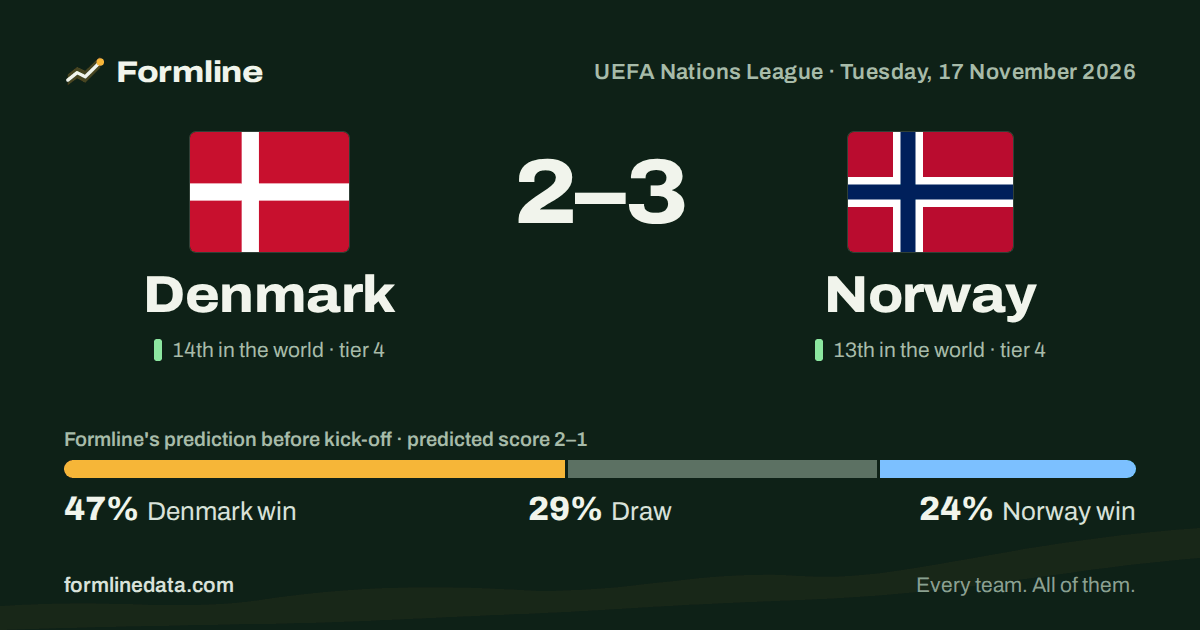 Formline
UEFA Nations League · Tuesday, 17 November 2026
2–3
Denmark
Norway
14th in the world · tier 4
13th in the world · tier 4
Formline's prediction before kick-off · predicted score 2–1
47% Denmark win
29% Draw
24% Norway win
formlinedata.com
Every team. All of them.